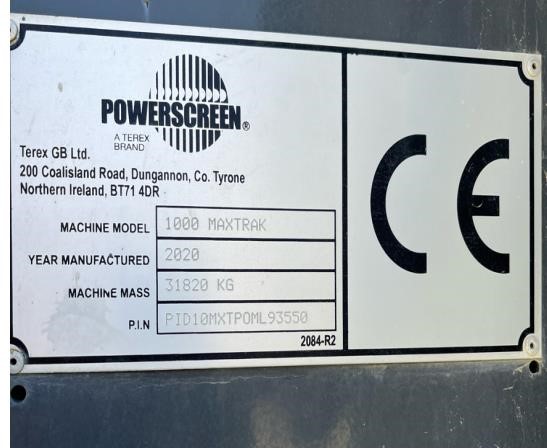 POWERSCREEN®
A TEREX
BRAND
Terex GB Ltd.
200 Coalisland Road, Dungannon, Co. Tyrone
Northern Ireland, BT71 4DR
MACHINE MODEL 1000 MAXTRAK
YEAR MANUFACTURED 2020
MACHINE MASS 31820 KG
P.I.N PID10MXTPOML93550
2084-R2
CE